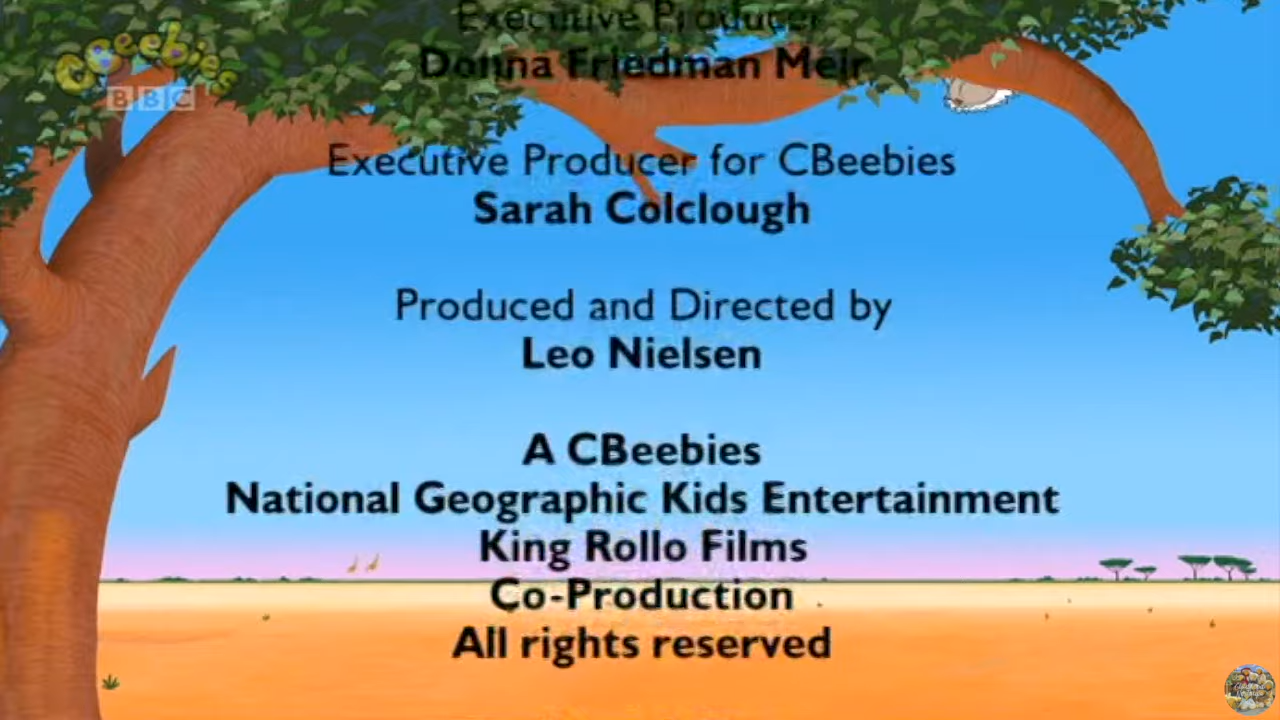 Executive Producer
Donna Friedman Meir
CBeebies
BBC
Executive Producer for CBeebies
Sarah Colclough
Produced and Directed by
Leo Nielsen
A CBeebies
National Geographic Kids Entertainment
King Rollo Films
Co-Production
All rights reserved